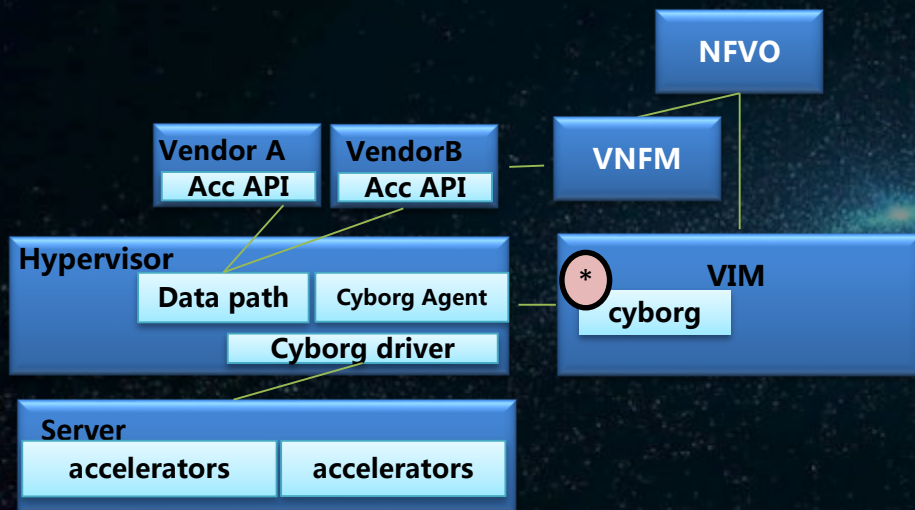 NFVO
Vendor A
Acc API
VendorB
Acc API
VNFM
Hypervisor
Data path
Cyborg Agent
Cyborg driver
*
VIM
cyborg
Server
accelerators
accelerators